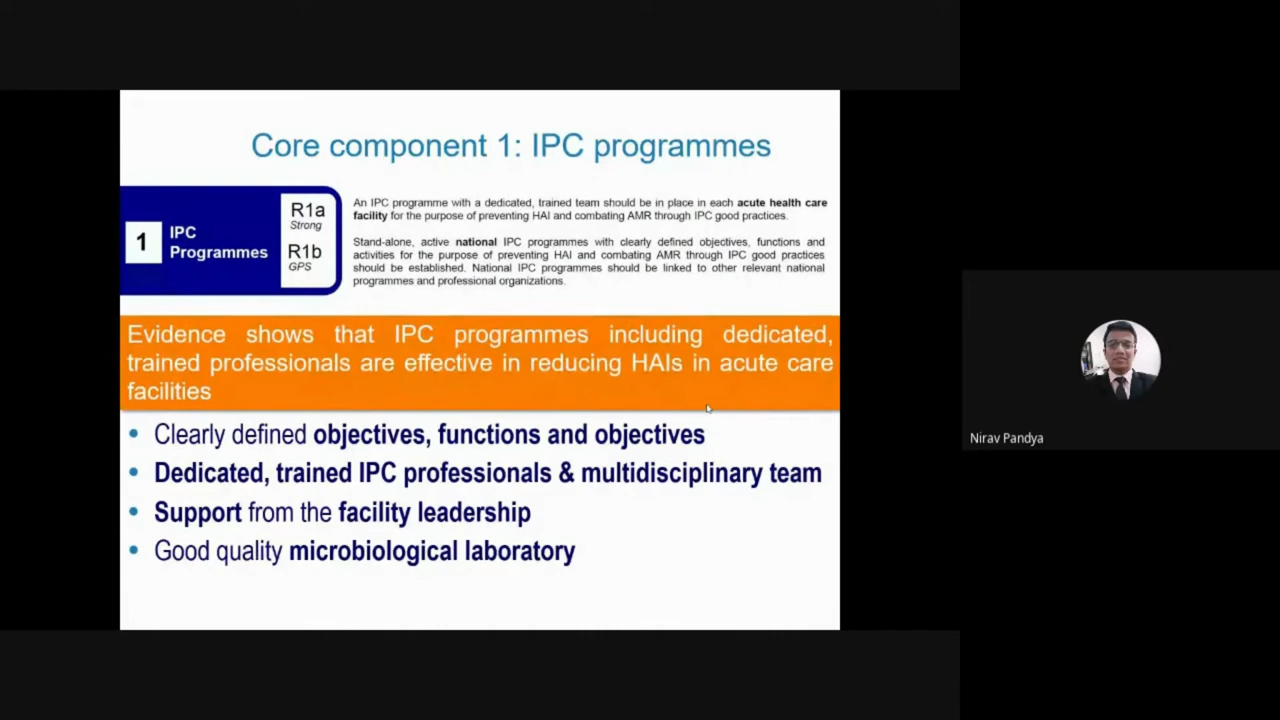 Core component 1: IPC programmes
1
IPC
Programmes
R1a
Strong
R1b
GPS
An IPC programme with a dedicated, trained team should be in place in each acute health care
facility for the purpose of preventing HAI and combating AMR through IPC good practices.
Stand-alone, active national IPC programmes with clearly defined objectives, functions and
activities for the purpose of preventing HAI and combating AMR through IPC good practices
should be established. National IPC programmes should be linked to other relevant national
programmes and professional organizations.
Evidence shows that IPC programmes including dedicated,
trained professionals are effective in reducing HAIs in acute care
facilities
• Clearly defined objectives, functions and objectives
• Dedicated, trained IPC professionals & multidisciplinary team
• Support from the facility leadership
• Good quality microbiological laboratory
Nirav Pandya